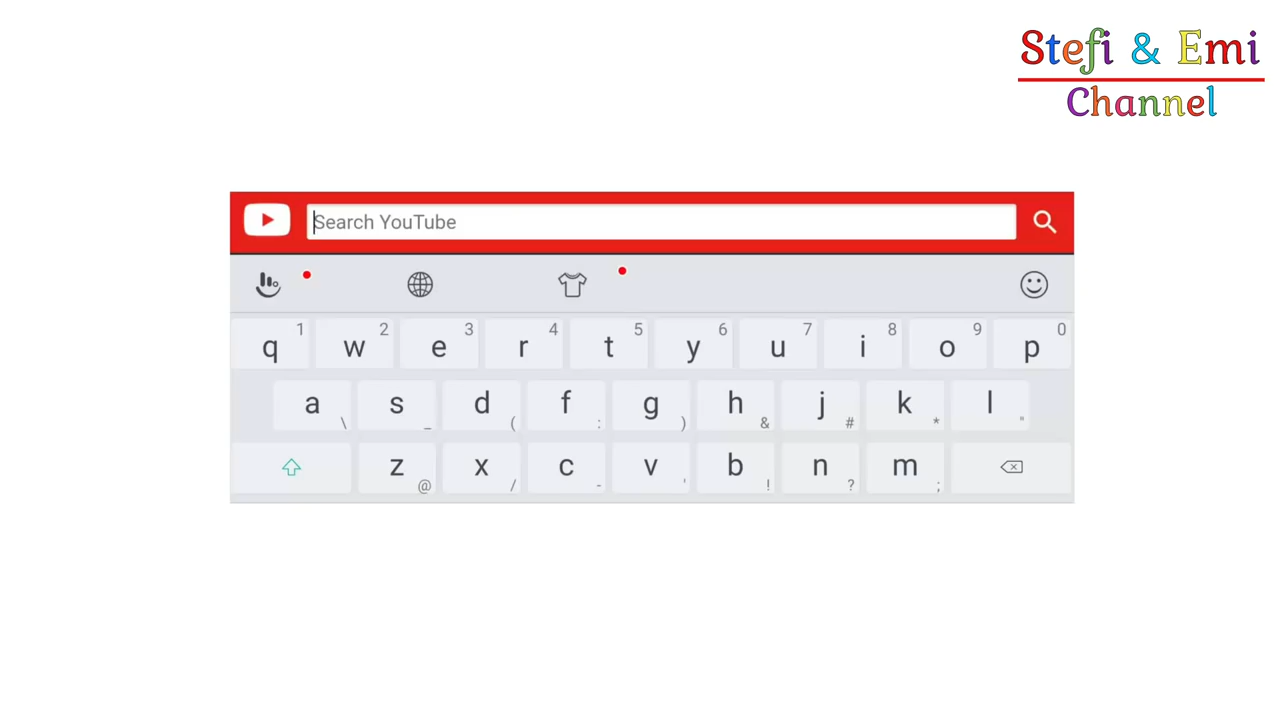 Stefi & Emi
Channel
Search YouTube
1 2 3 4 5 6 7 8 9 0
q w e r t y u i o p
a s d f g h j k l
\ _ ( : ) & # * "
z x c v b n m
@ / - ' ! ? ;